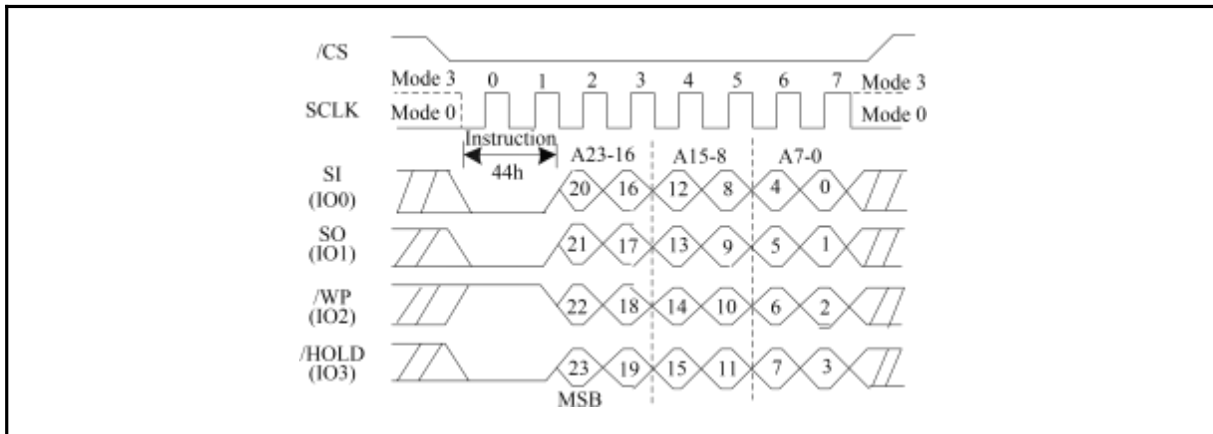 /CS
Mode 3 0 1 2 3 4 5 6 7 Mode 3
SCLK Mode 0 Mode 0
Instruction
44h A23-16 A15-8 A7-0
SI
(IO0) 20 16 12 8 4 0
SO
(IO1) 21 17 13 9 5 1
/WP
(IO2) 22 18 14 10 6 2
/HOLD
(IO3) 23 19 15 11 7 3
MSB